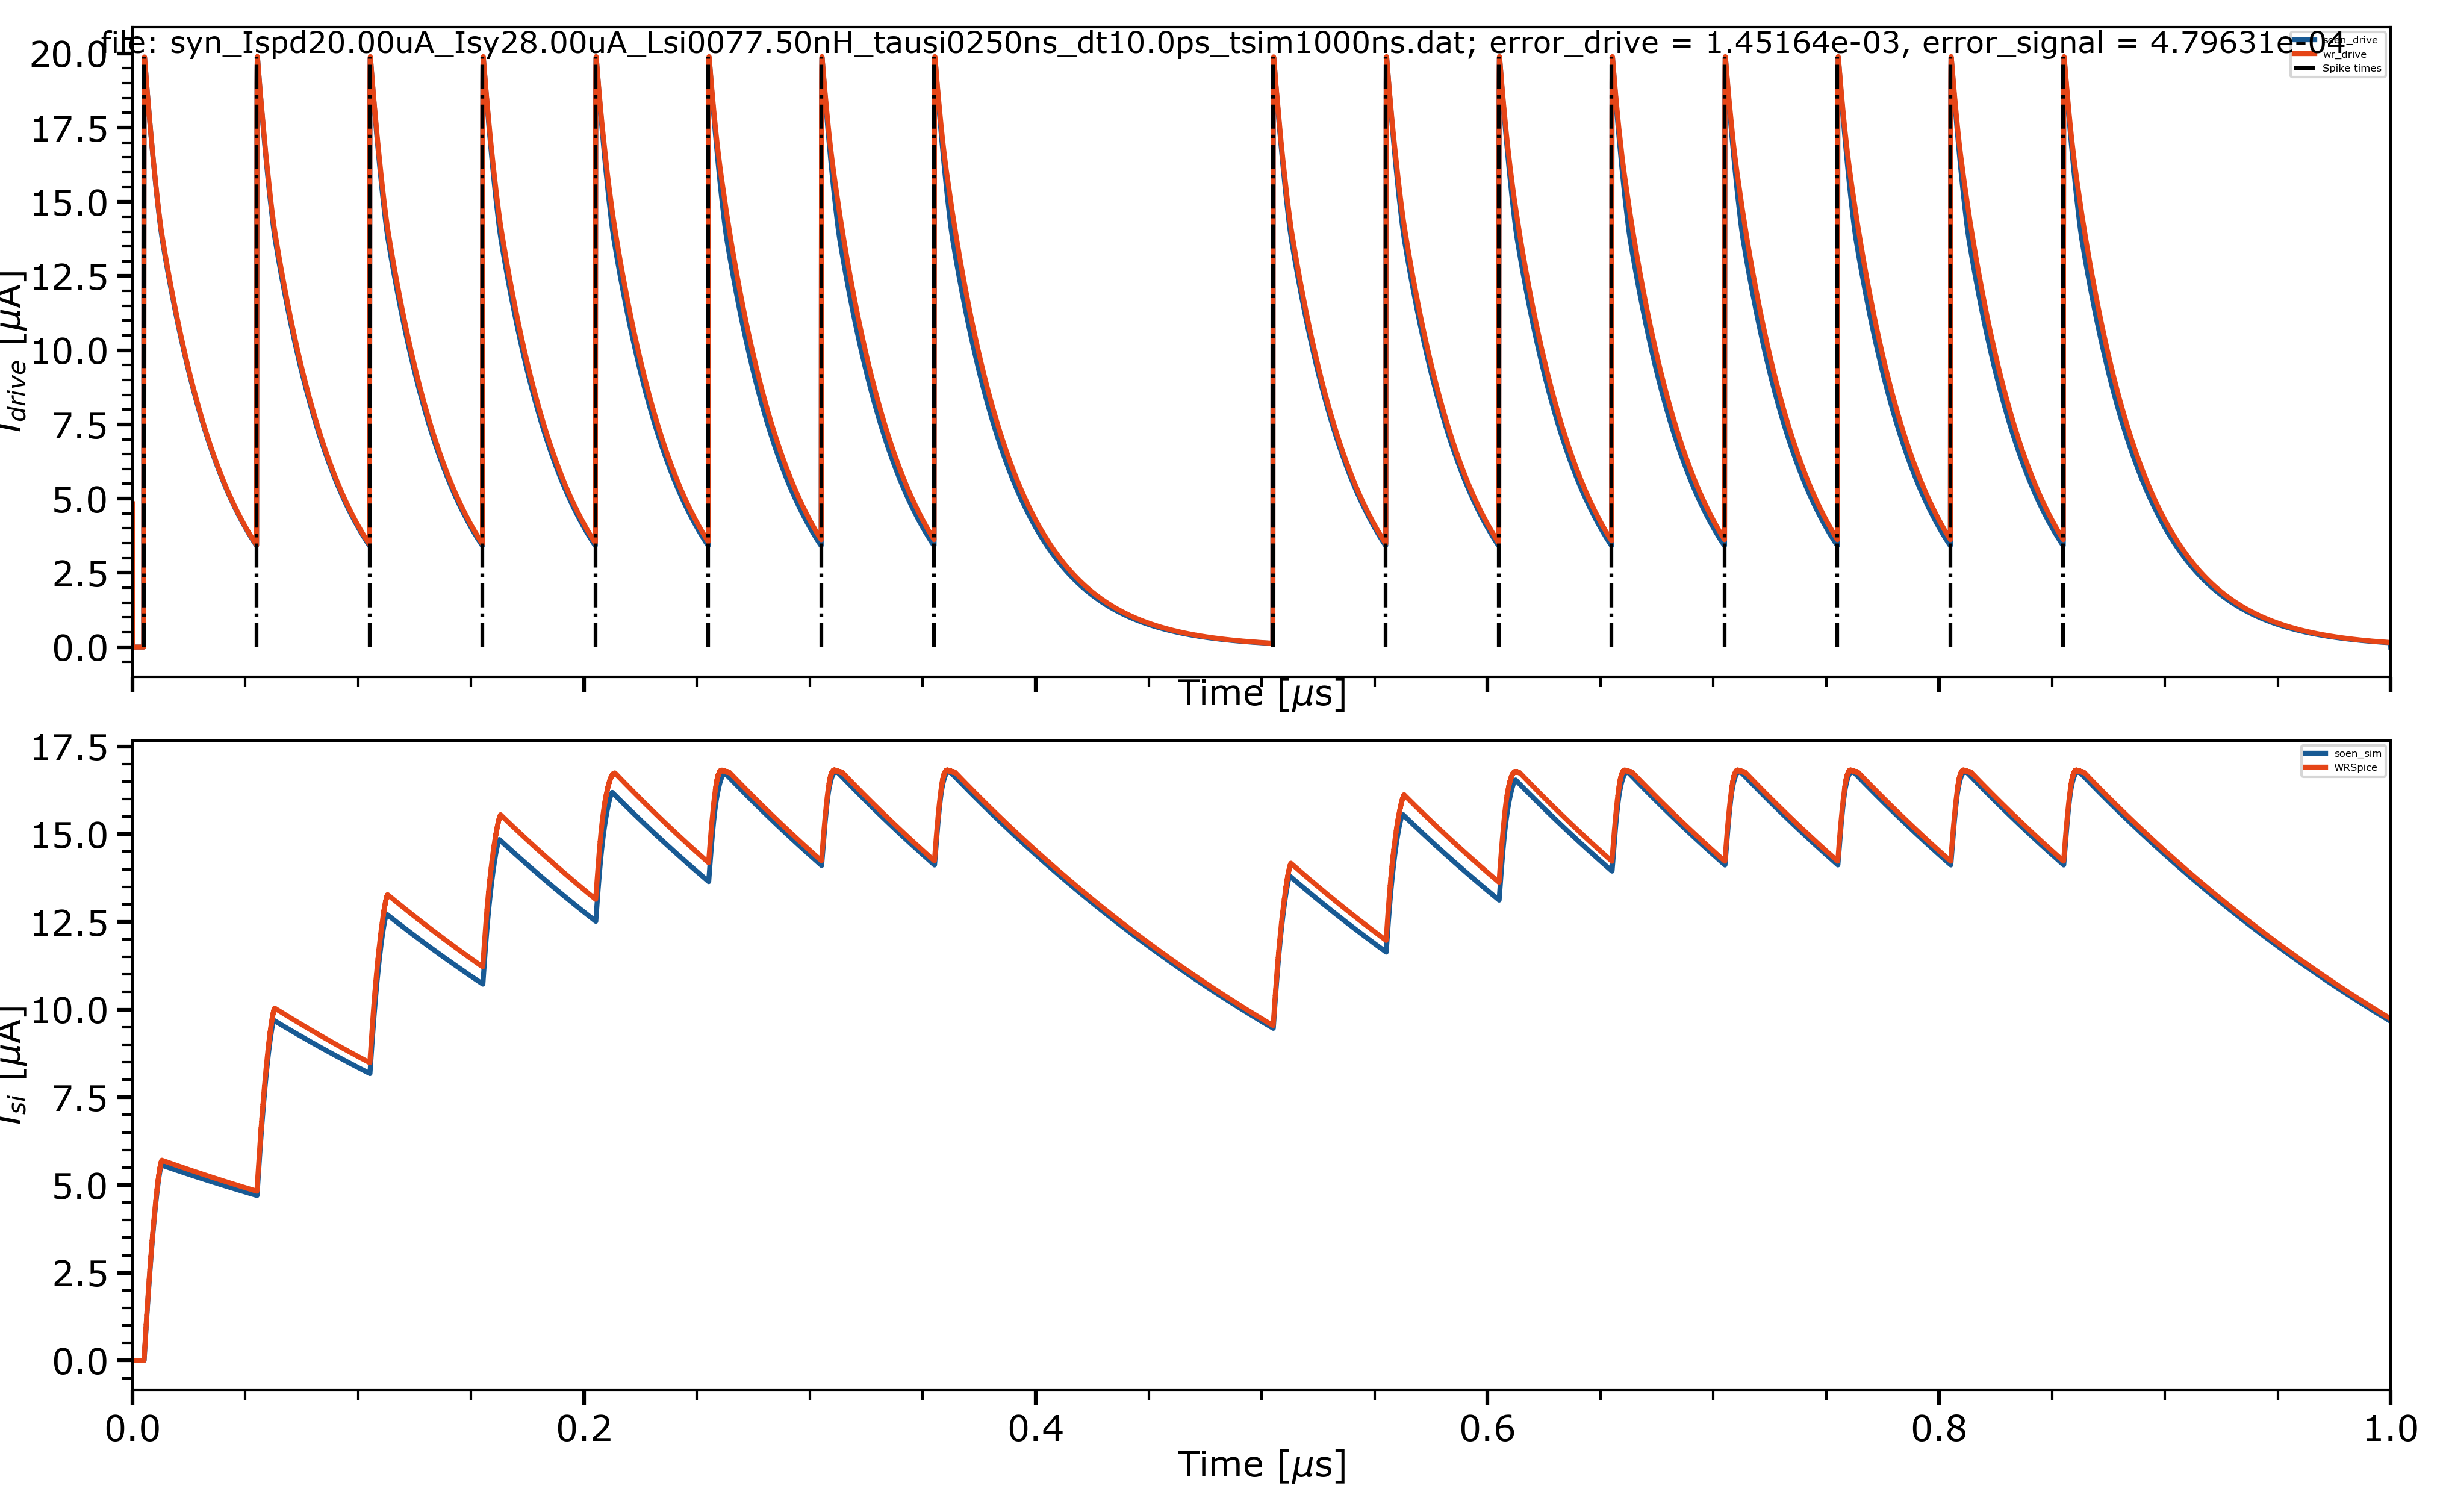 file: syn_Ispd20.00uA_Isy28.00uA_Lsi0077.50nH_tausi0250ns_dt10.0ps_tsim1000ns.dat; error_drive = 1.45164e-03, error_signal = 4.79631e-04
soen_drive
wr_drive
Spike times
20.0
17.5
15.0
12.5
10.0
7.5
5.0
2.5
0.0
I_drive [μA]
Time [μs]
soen_sim
WRSpice
17.5
15.0
12.5
10.0
7.5
5.0
2.5
0.0
I_si [μA]
0.0 0.2 0.4 0.6 0.8 1.0
Time [μs]